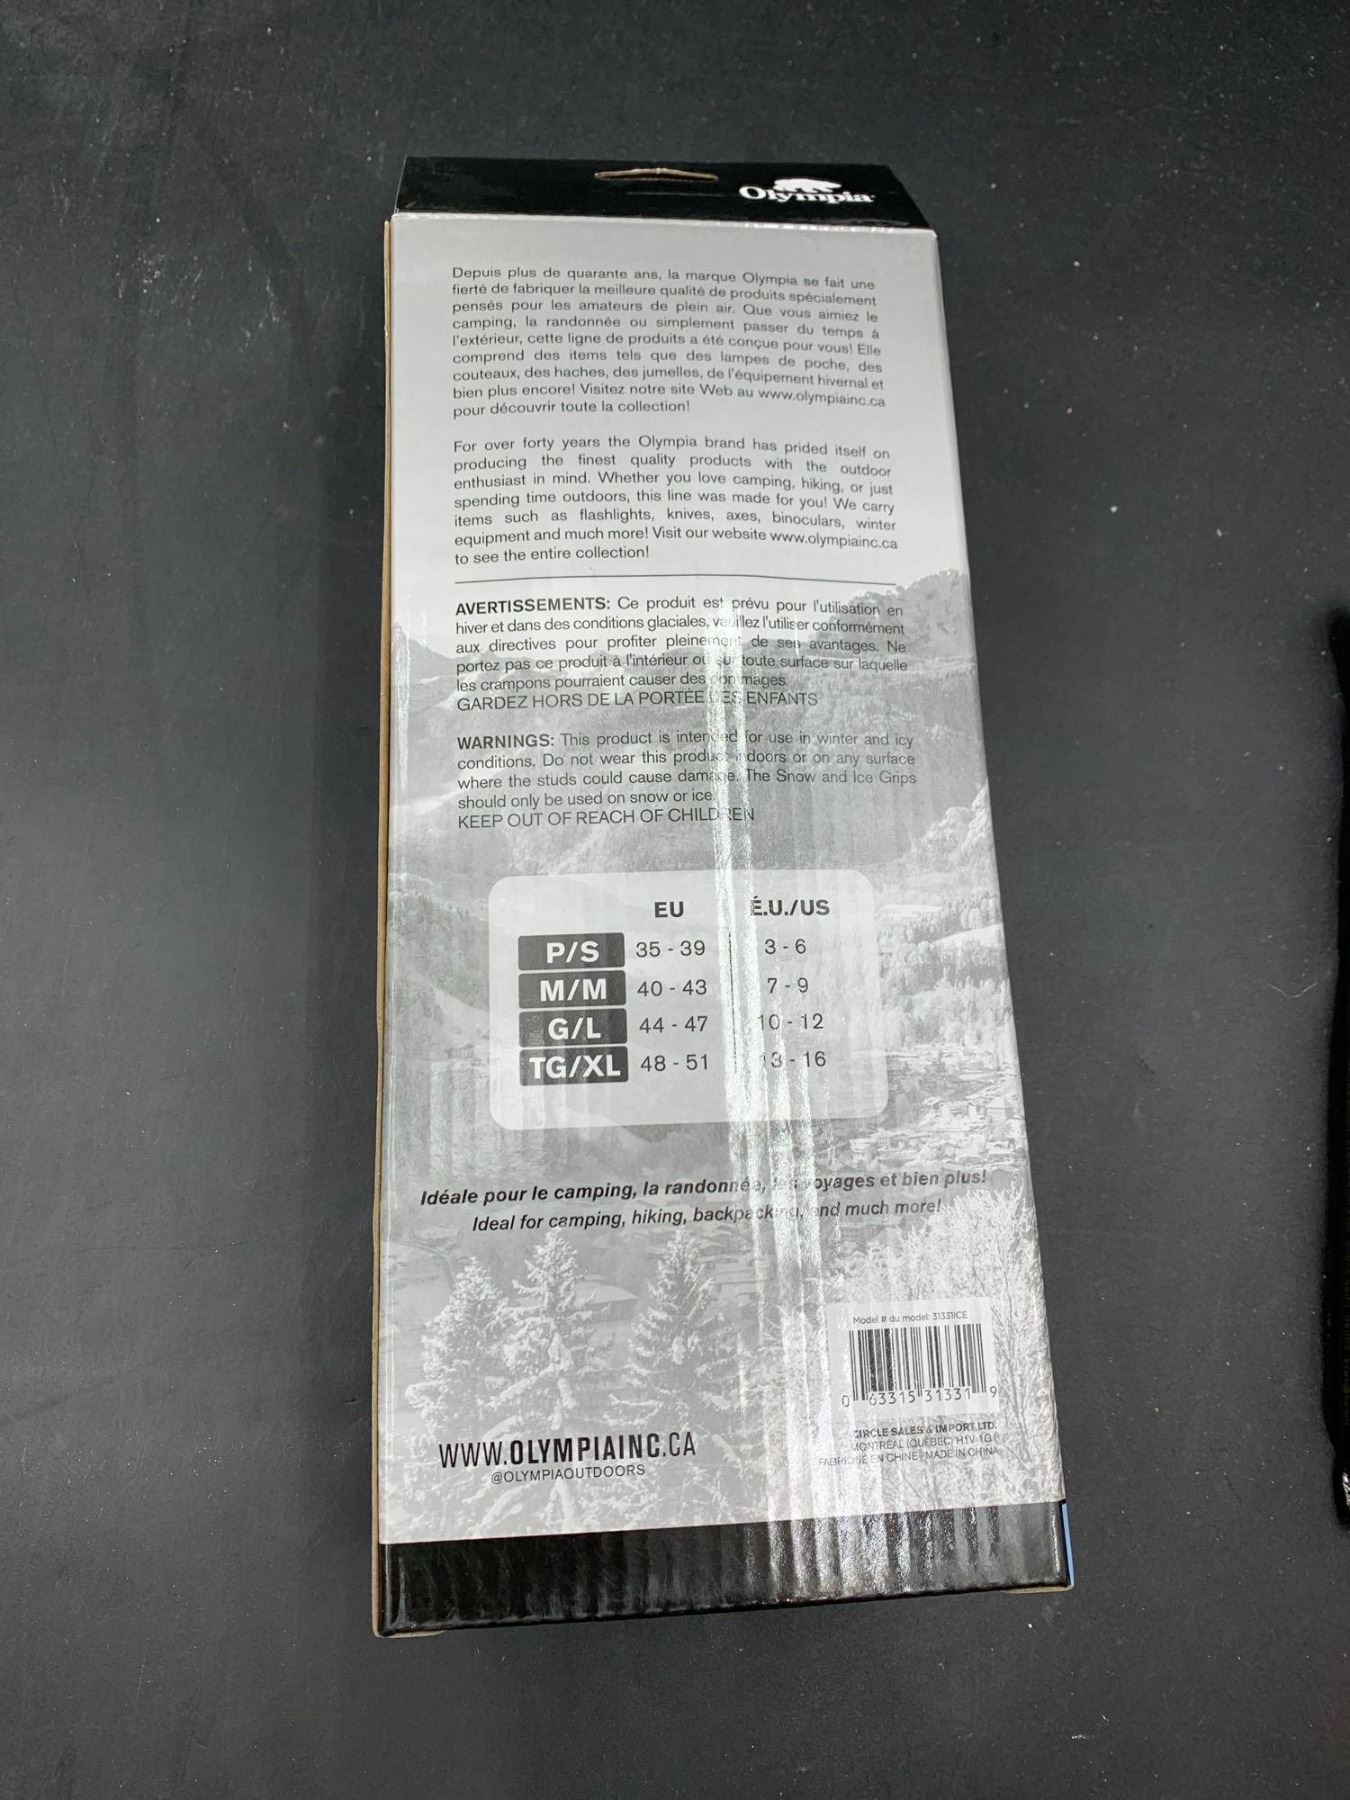 Olympia
Depuis plus de quarante ans, la marque Olympia se fait une
fierté de fabriquer la meilleure qualité de produits spécialement
pensés pour les amateurs de plein air. Que vous aimiez le
camping, la randonnée ou simplement passer du temps à
l'extérieur, cette ligne de produits a été conçue pour vous! Elle
comprend des items tels que des lampes de poche, des
couteaux, des haches, des jumelles, de l'équipement hivernal et
bien plus encore! Visitez notre site Web au www.olympiainc.ca
pour découvrir toute la collection!
For over forty years the Olympia brand has prided itself on
producing the finest quality products with the outdoor
enthusiast in mind. Whether you love camping, hiking, or just
spending time outdoors, this line was made for you! We carry
items such as flashlights, knives, axes, binoculars, winter
equipment and much more! Visit our website www.olympiainc.ca
to see the entire collection!
AVERTISSEMENTS: Ce produit est prévu pour l'utilisation en
hiver et dans des conditions glaciales, veuillez l'utiliser conformément
aux directives pour profiter pleinement de ses avantages. Ne
portez pas ce produit à l'intérieur ou sur toute surface sur laquelle
les crampons pourraient causer des dommages.
GARDEZ HORS DE LA PORTÉE DES ENFANTS
WARNINGS: This product is intended for use in winter and icy
conditions. Do not wear this product indoors or on any surface
where the studs could cause damage. The Snow and Ice Grips
should only be used on snow or ice.
KEEP OUT OF REACH OF CHILDREN
EU É.U./US
P/S 35 - 39 3 - 6
M/M 40 - 43 7 - 9
G/L 44 - 47 10 - 12
TG/XL 48 - 51 13 - 16
Idéale pour le camping, la randonnée, les voyages et bien plus!
Ideal for camping, hiking, backpacking, and much more!
Model # du model: 31331ICE
0 63315 31331 9
CIRCLE SALES & IMPORT LTD.
MONTRÉAL (QUÉBEC) H1V 1G
FABRIQUÉ EN CHINE - MADE IN CHINA
WWW.OLYMPIAINC.CA
@OLYMPIAOUTDOORS